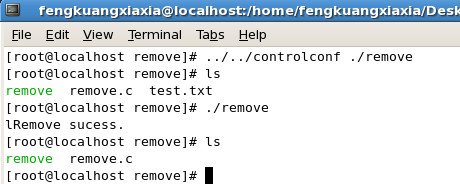 fengkuangxiaxia@localhost:/home/fengkuangxiaxia/Desk
File Edit View Terminal Tabs Help
[root@localhost remove]# ../../controlconf ./remove
[root@localhost remove]# ls
remove remove.c test.txt
[root@localhost remove]# ./remove
lRemove sucess.
[root@localhost remove]# ls
remove remove.c
[root@localhost remove]#